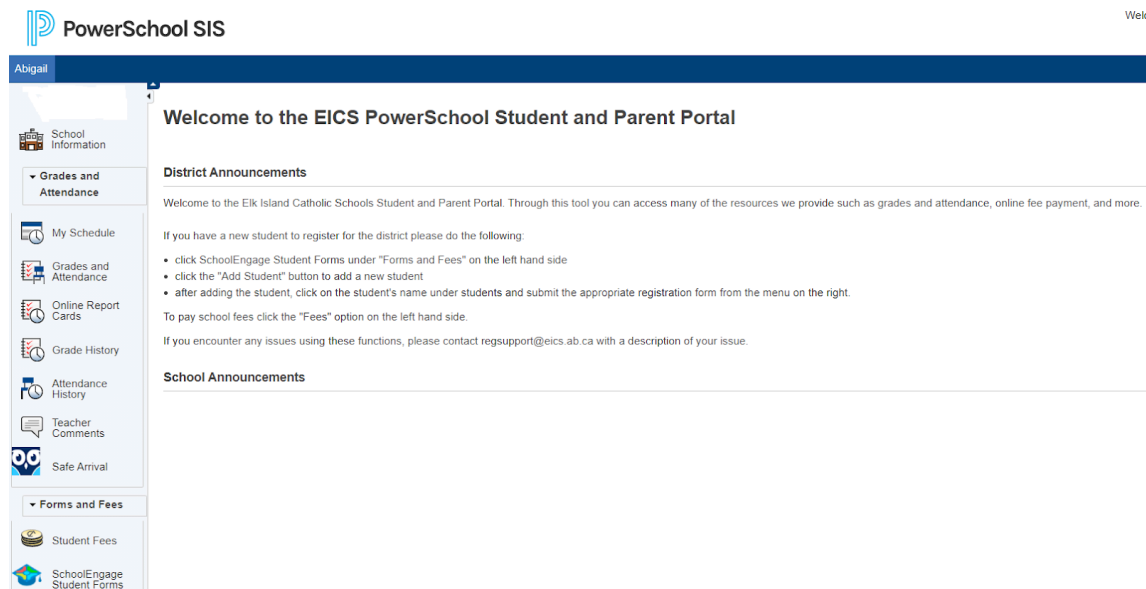 PowerSchool SIS
Abigail
School
Information
Grades and
Attendance
My Schedule
Grades and
Attendance
Online Report
Cards
Grade History
Attendance
History
Teacher
Comments
Safe Arrival
Forms and Fees
Student Fees
SchoolEngage
Student Forms
Welcome to the EICS PowerSchool Student and Parent Portal
District Announcements
Welcome to the Elk Island Catholic Schools Student and Parent Portal. Through this tool you can access many of the resources we provide such as grades and attendance, online fee payment, and more.
If you have a new student to register for the district please do the following:
• click SchoolEngage Student Forms under "Forms and Fees" on the left hand side
• click the "Add Student" button to add a new student
• after adding the student, click on the student's name under students and submit the appropriate registration form from the menu on the right.
To pay school fees click the "Fees" option on the left hand side.
If you encounter any issues using these functions, please contact regsupport@eics.ab.ca with a description of your issue.
School Announcements